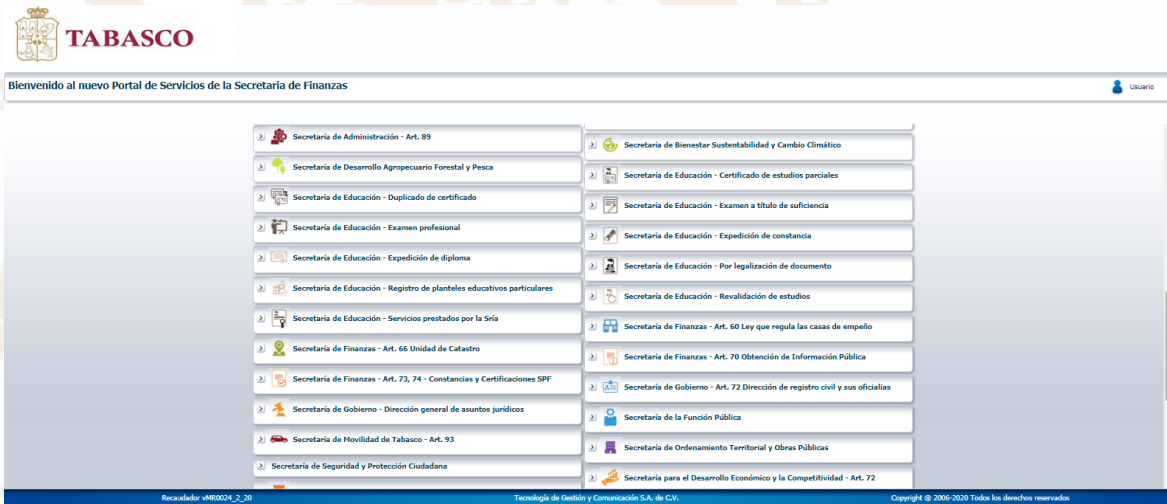 TABASCO
Bienvenido al nuevo Portal de Servicios de la Secretaria de Finanzas
Usuario
Secretaría de Administración - Art. 89
Secretaría de Desarrollo Agropecuario Forestal y Pesca
Secretaría de Educación - Duplicado de certificado
Secretaría de Educación - Examen profesional
Secretaría de Educación - Expedición de diploma
Secretaría de Educación - Registro de planteles educativos particulares
Secretaría de Educación - Servicios prestados por la Sría
Secretaría de Finanzas - Art. 66 Unidad de Catastro
Secretaría de Finanzas - Art. 73, 74 - Constancias y Certificaciones SPF
Secretaría de Gobierno - Dirección general de asuntos jurídicos
Secretaría de Movilidad de Tabasco - Art. 93
Secretaría de Seguridad y Protección Ciudadana
Secretaría de Bienestar Sustentabilidad y Cambio Climático
Secretaría de Educación - Certificado de estudios parciales
Secretaría de Educación - Examen a título de suficiencia
Secretaría de Educación - Expedición de constancia
Secretaría de Educación - Por legalización de documento
Secretaría de Educación - Revalidación de estudios
Secretaría de Finanzas - Art. 60 Ley que regula las casas de empeño
Secretaría de Finanzas - Art. 70 Obtención de Información Pública
Secretaría de Gobierno - Art. 72 Dirección de registro civil y sus oficialias
Secretaría de la Función Pública
Secretaría de Ordenamiento Territorial y Obras Públicas
Secretaría para el Desarrollo Económico y la Competitividad - Art. 72
Recaudador vMR0024_2_20
Tecnología de Gestión y Comunicación S.A. de C.V.
Copyright @ 2006-2020 Todos los derechos reservados